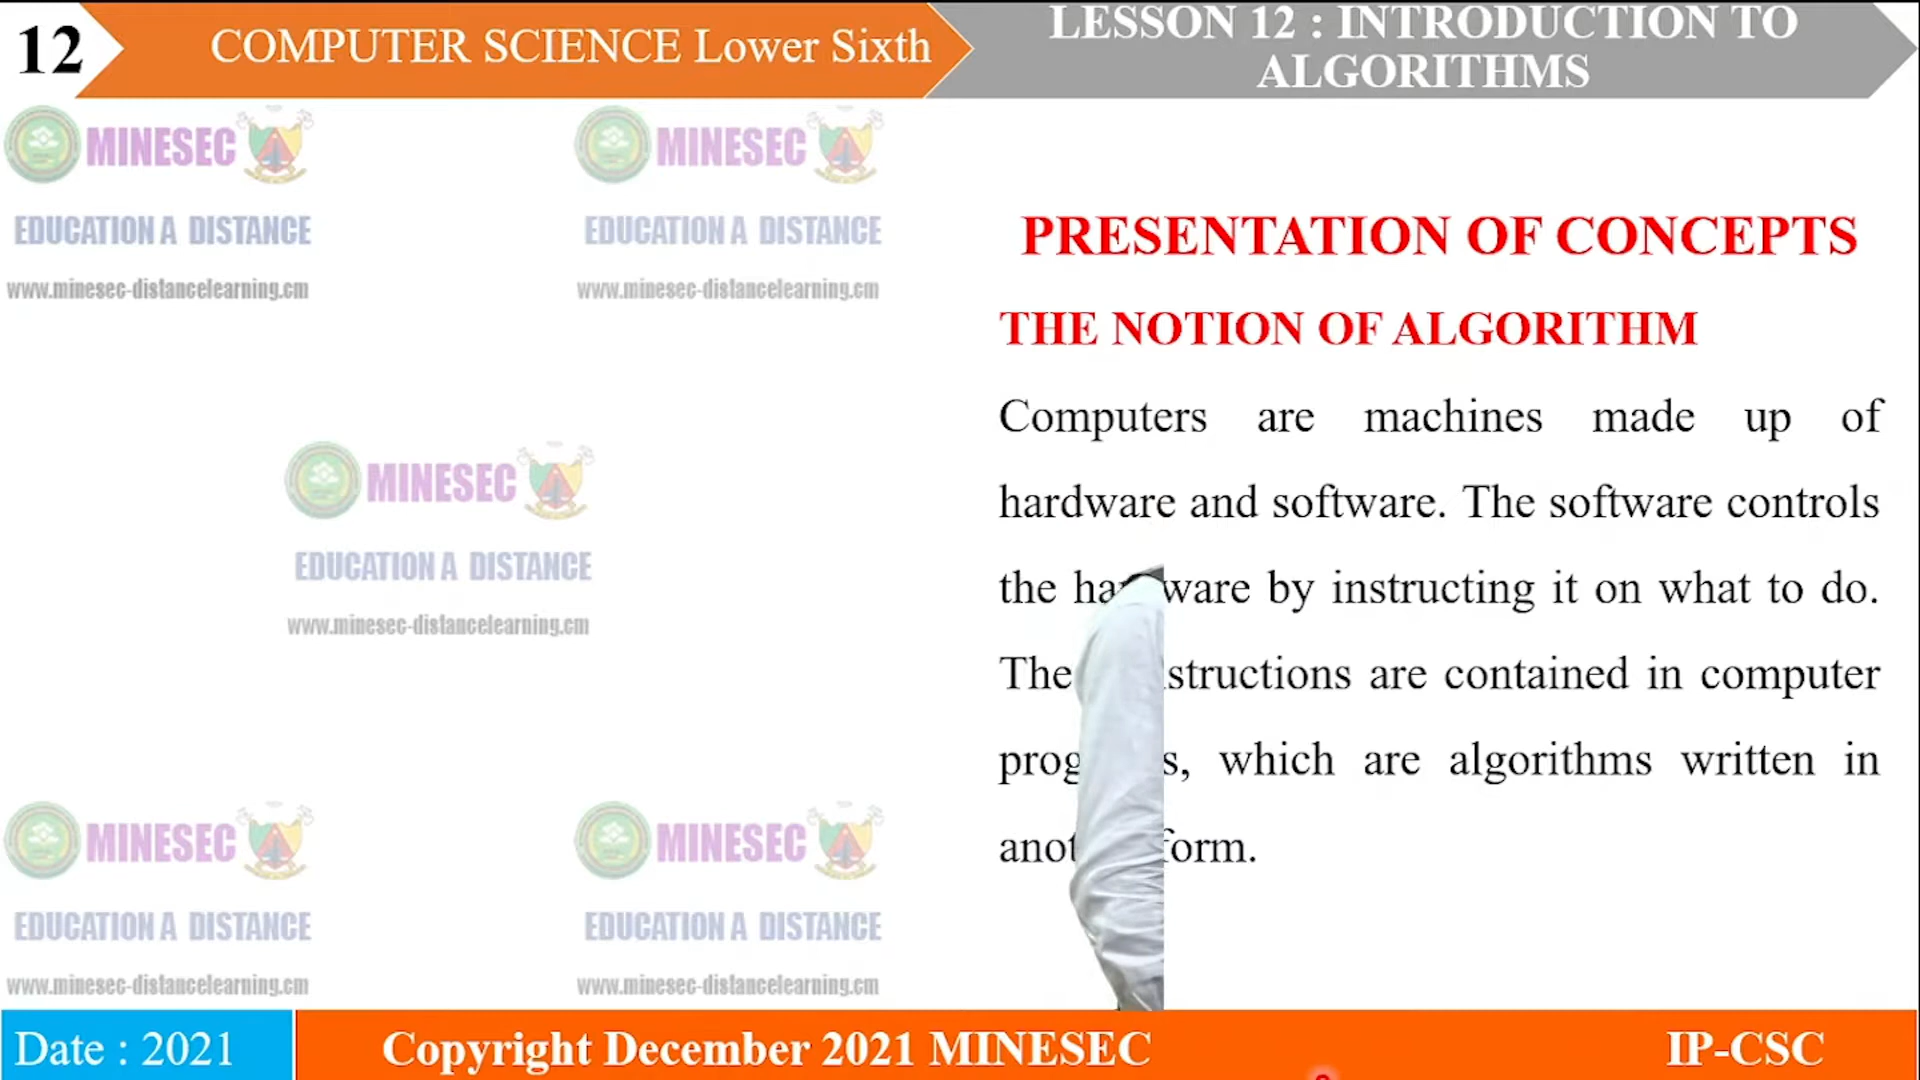 12
COMPUTER SCIENCE Lower Sixth
LESSON 12 : INTRODUCTION TO
ALGORITHMS
MINESEC
EDUCATION A DISTANCE
www.minesec-distancelearning.cm
MINESEC
EDUCATION A DISTANCE
www.minesec-distancelearning.cm
PRESENTATION OF CONCEPTS
THE NOTION OF ALGORITHM
Computers are machines made up of
hardware and software. The software controls
the ware by instructing it on what to do.
The structions are contained in computer
prog s, which are algorithms written in
form.
MINESEC
EDUCATION A DISTANCE
www.minesec-distancelearning.cm
MINESEC
EDUCATION A DISTANCE
www.minesec-distancelearning.cm
MINESEC
EDUCATION A DISTANCE
www.minesec-distancelearning.cm
Date : 2021
Copyright December 2021 MINESEC
IP-CSC